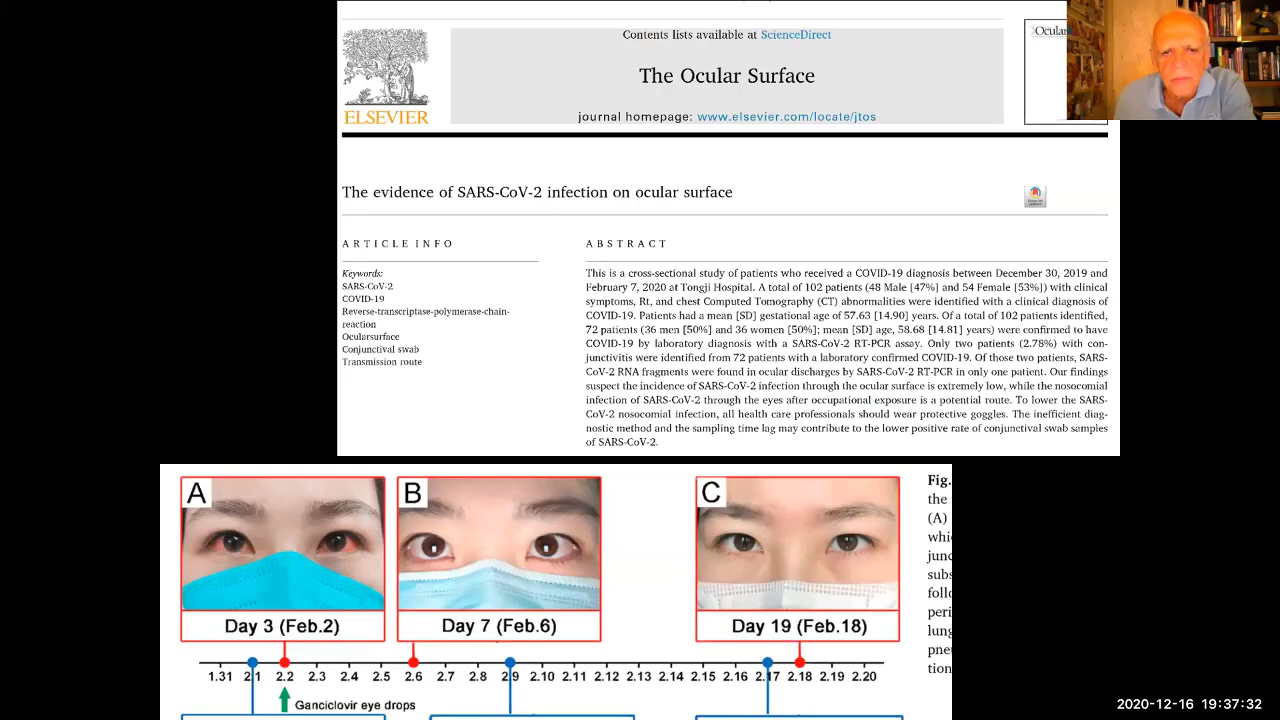 Contents lists available at ScienceDirect
The Ocular Surface
journal homepage: www.elsevier.com/locate/jtos
ELSEVIER
Ocular
The evidence of SARS-CoV-2 infection on ocular surface
ARTICLE INFO
Keywords:
SARS-CoV-2
COVID-19
Reverse-transcriptase-polymerase-chain-
reaction
Ocularsurface
Conjunctival swab
Transmission route
ABSTRACT
This is a cross-sectional study of patients who received a COVID-19 diagnosis between December 30, 2019 and
February 7, 2020 at Tongji Hospital. A total of 102 patients (48 Male [47%] and 54 Female [53%]) with clinical
symptoms, Rt, and chest Computed Tomography (CT) abnormalities were identified with a clinical diagnosis of
COVID-19. Patients had a mean [SD] gestational age of 57.63 [14.90] years. Of a total of 102 patients identified,
72 patients (36 men [50%] and 36 women [50%]; mean [SD] age, 58.68 [14.81] years) were confirmed to have
COVID-19 by laboratory diagnosis with a SARS-CoV-2 RT-PCR assay. Only two patients (2.78%) with con-
junctivitis were identified from 72 patients with a laboratory confirmed COVID-19. Of those two patients, SARS-
CoV-2 RNA fragments were found in ocular discharges by SARS-CoV-2 RT-PCR in only one patient. Our findings
suspect the incidence of SARS-CoV-2 infection through the ocular surface is extremely low, while the nosocomial
infection of SARS-CoV-2 through the eyes after occupational exposure is a potential route. To lower the SARS-
CoV-2 nosocomial infection, all health care professionals should wear protective goggles. The inefficient diag-
nostic method and the sampling time lag may contribute to the lower positive rate of conjunctival swab samples
of SARS-CoV-2.
A
B
C
Day 3 (Feb.2)
Day 7 (Feb.6)
Day 19 (Feb.18)
1.31 2.1 2.2 2.3 2.4 2.5 2.6 2.7 2.8 2.9 2.10 2.11 2.12 2.13 2.14 2.15 2.16 2.17 2.18 2.19 2.20
Ganciclovir eye drops
Fig.
the
(A)
whic
junc
subs
follo
peri
lung
pneu
tion
2020-12-16 19:37:32